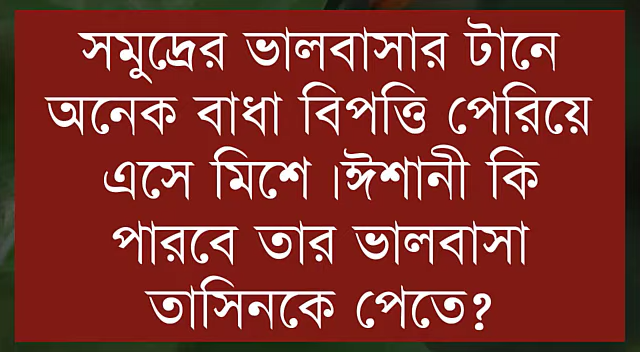 সমুদ্রের ভালবাসার টানে
অনেক বাধা বিপত্তি পেরিয়ে
এসে মিশে।ঈশানী কি
পারবে তার ভালবাসা
তাসিনকে পেতে?